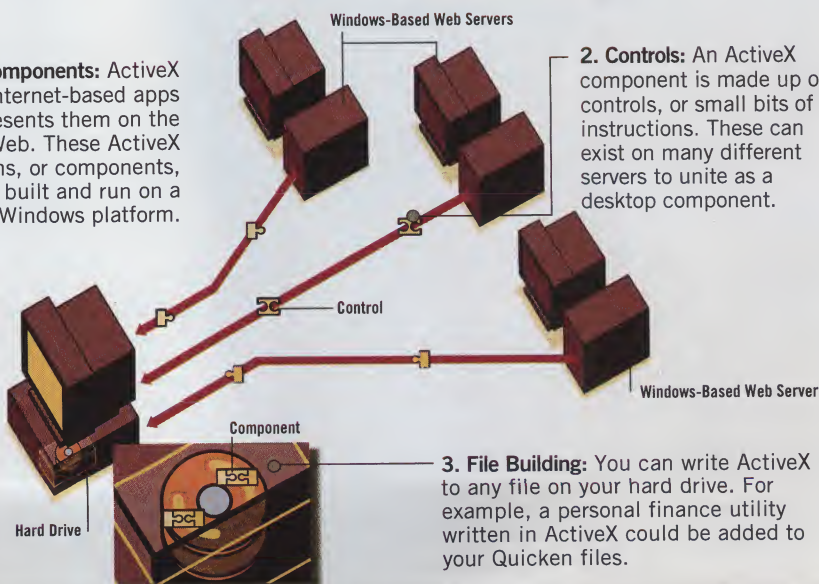 Windows-Based Web Servers
omponents: ActiveX
nternet-based apps
esents them on the
Veb. These ActiveX
ns, or components,
built and run on a
Windows platform.
2. Controls: An ActiveX
component is made up o
controls, or small bits of
instructions. These can
exist on many different
servers to unite as a
desktop component.
Control
Windows-Based Web Server
Component
3. File Building: You can write ActiveX
to any file on your hard drive. For
example, a personal finance utility
written in ActiveX could be added to
your Quicken files.
Hard Drive